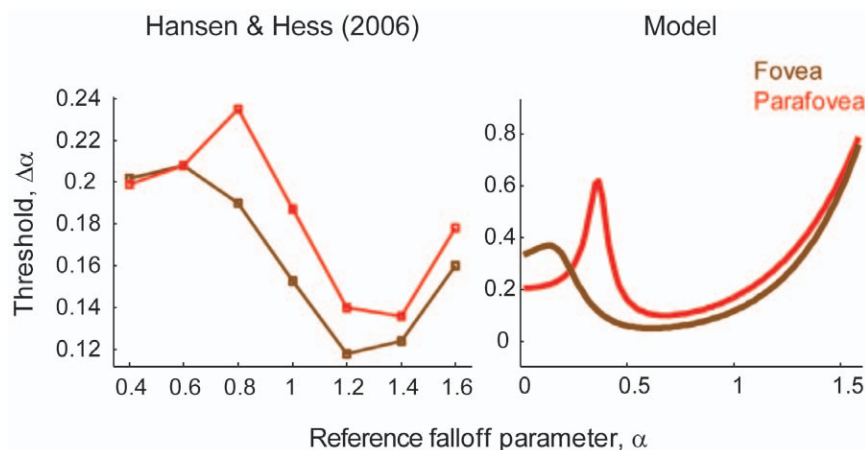 Hansen & Hess (2006)
Model
Fovea
Parafovea
Threshold, Δα
0.24
0.22
0.2
0.18
0.16
0.14
0.12
0.4 0.6 0.8 1 1.2 1.4 1.6
0.8
0.6
0.4
0.2
0
0 0.5 1 1.5
Reference falloff parameter, α